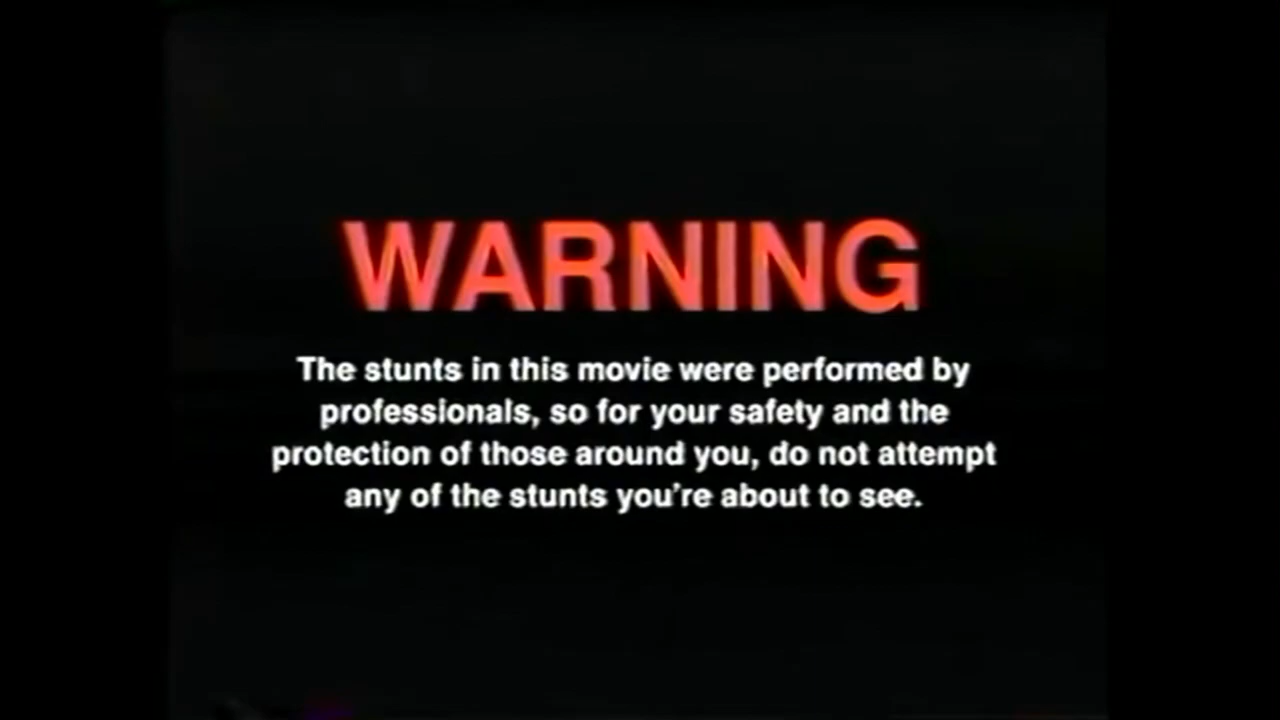 WARNING
The stunts in this movie were performed by
professionals, so for your safety and the
protection of those around you, do not attempt
any of the stunts you're about to see.